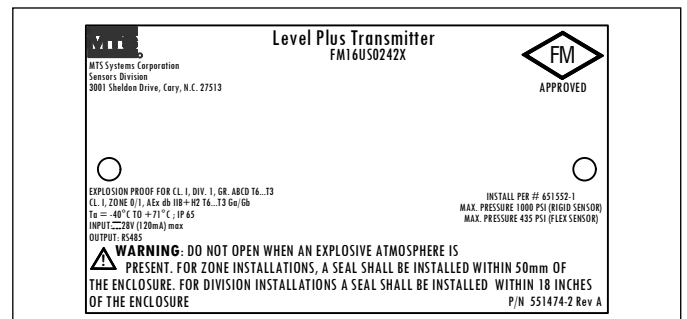 MTS
Level Plus Transmitter
FM16US0242X
MTS Systems Corporation
Sensors Division
3001 Sheldon Drive, Cary, N.C. 27513
FM
APPROVED
EXPLOSION PROOF FOR CL. I, DIV. 1, GR. ABCD T6...T3
CL. I, ZONE 0/1, AEx db IIB+H2 T6...T3 Ga/Gb
Ta = -40°C TO +71°C ; IP 65
INPUT:⎓28V (120mA) max
OUTPUT: RS485
INSTALL PER # 651552-1
MAX. PRESSURE 1000 PSI (RIGID SENSOR)
MAX. PRESSURE 435 PSI (FLEX SENSOR)
WARNING: DO NOT OPEN WHEN AN EXPLOSIVE ATMOSPHERE IS
PRESENT. FOR ZONE INSTALLATIONS, A SEAL SHALL BE INSTALLED WITHIN 50mm OF
THE ENCLOSURE. FOR DIVISION INSTALLATIONS A SEAL SHALL BE INSTALLED WITHIN 18 INCHES
OF THE ENCLOSURE
P/N 551474-2 Rev A